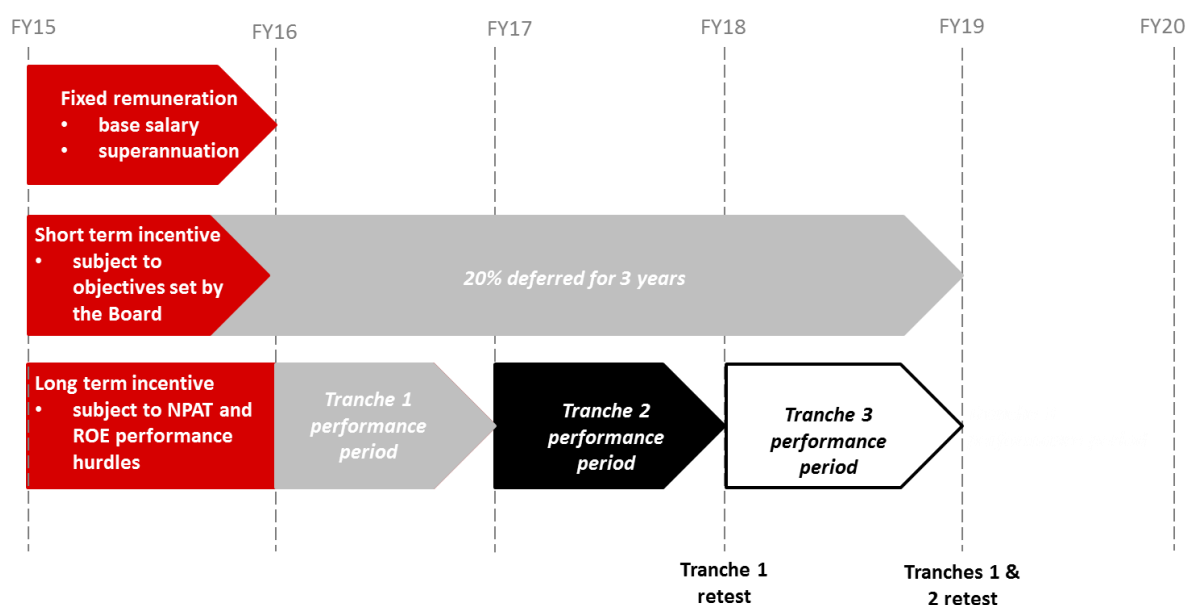 FY15
FY16
FY17
FY18
FY19
FY20
Fixed remuneration
• base salary
• superannuation
Short term incentive
• subject to
objectives set by
the Board
20% deferred for 3 years
Long term incentive
• subject to NPAT and
ROE performance
hurdles
Tranche 1
performance
period
Tranche 2
performance
period
Tranche 3
performance
period
Tranche 1
retest
Tranches 1 &
2 retest